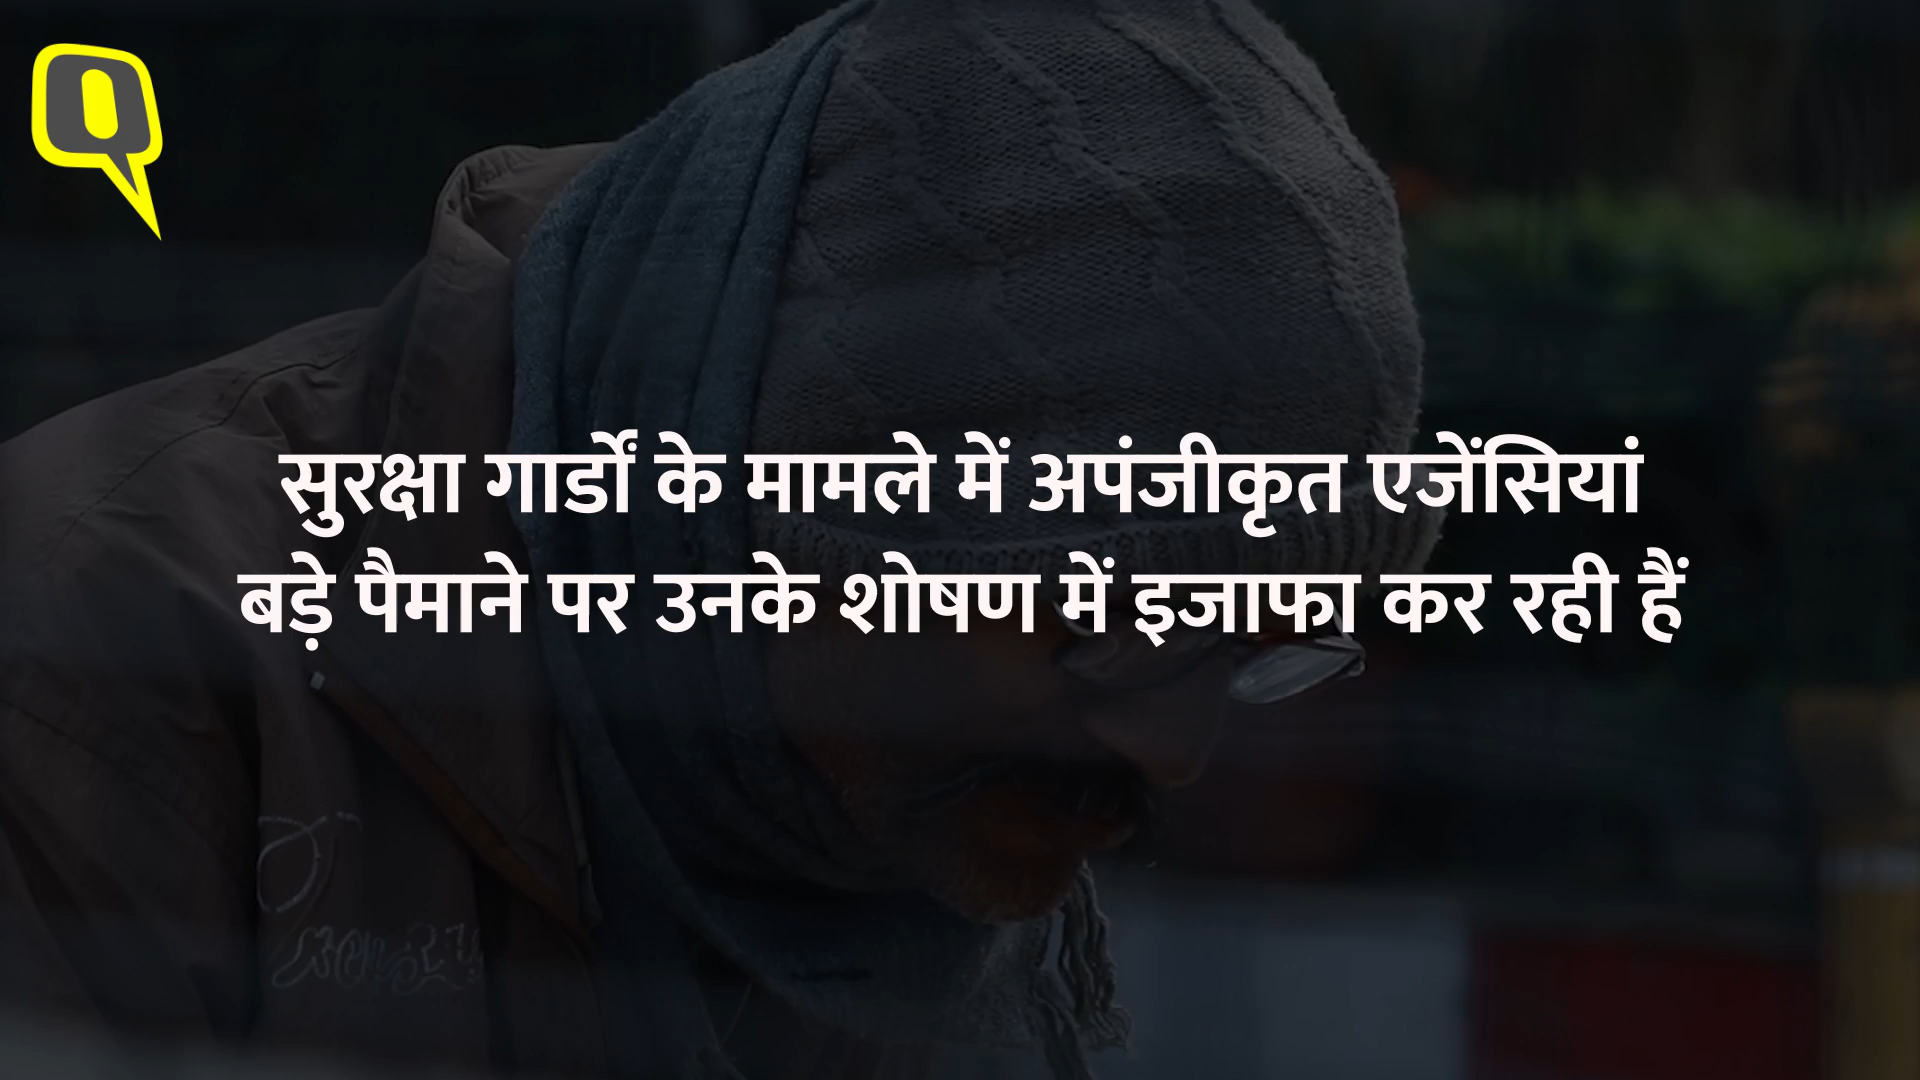 सुरक्षा गार्डों के मामले में अपंजीकृत एजेंसियां
बड़े पैमाने पर उनके शोषण में इजाफा कर रही हैं